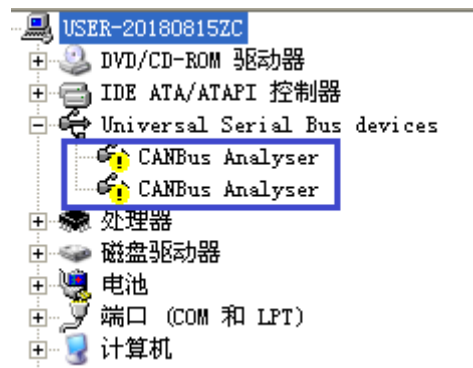 USER-20180815ZC
DVD/CD-ROM 驱动器
IDE ATA/ATAPI 控制器
Universal Serial Bus devices
CANBus Analyser
CANBus Analyser
处理器
磁盘驱动器
电池
端口 (COM 和 LPT)
计算机